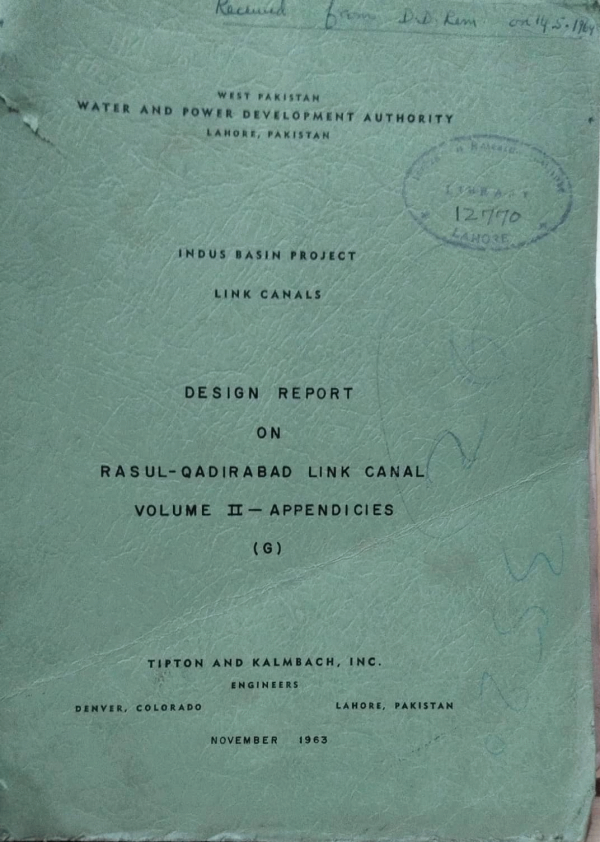 Received from D.D. Rem on 14.5.1964
WEST PAKISTAN
WATER AND POWER DEVELOPMENT AUTHORITY
LAHORE, PAKISTAN
LIBRARY
12770
LAHORE
INDUS BASIN PROJECT
LINK CANALS
DESIGN REPORT
ON
RASUL-QADIRABAD LINK CANAL
VOLUME II — APPENDICIES
(G)
TIPTON AND KALMBACH, INC.
ENGINEERS
DENVER, COLORADO LAHORE, PAKISTAN
NOVEMBER 1963